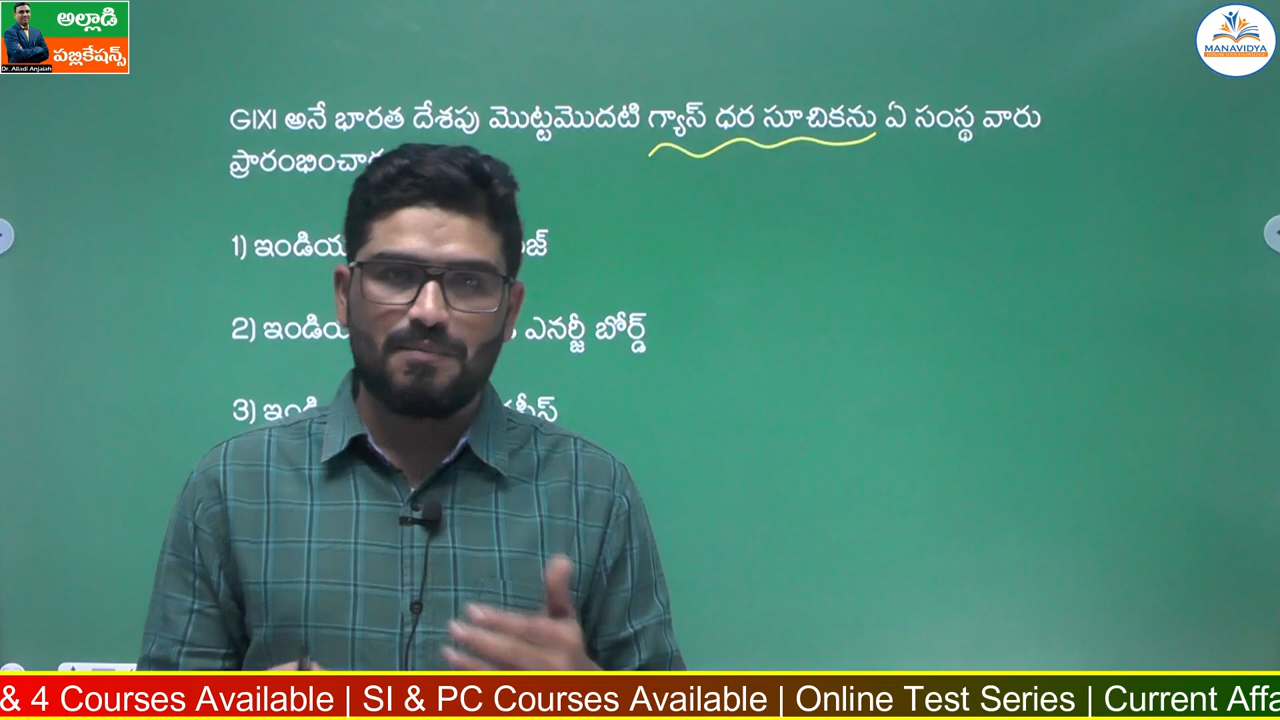 అల్లాడి
పబ్లికేషన్స్
Dr. Alladi Anjaiah
MANAVIDYA
GIXI అనే భారత దేశపు మొట్టమొదటి గ్యాస్ ధర సూచికను ఏ సంస్థ వారు
1)
2) ఎనర్జీ బోర్డ్
3)
& 4 Courses Available | SI & PC Courses Available | Online Test Series | Current